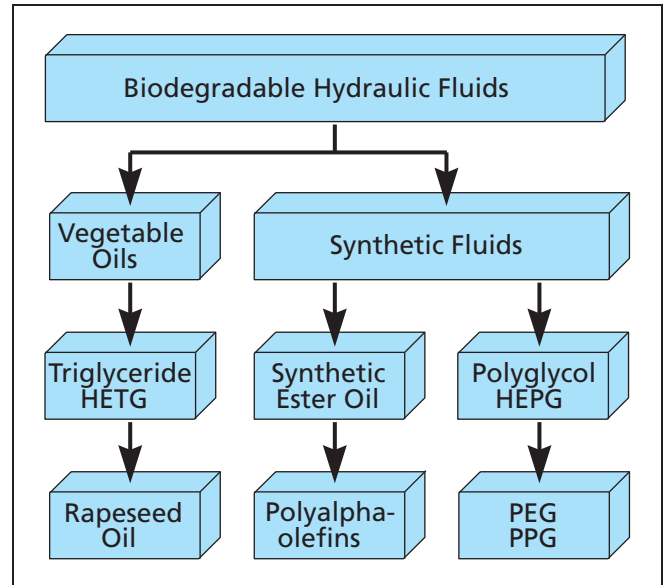 Biodegradable Hydraulic Fluids
Vegetable
Oils
Synthetic Fluids
Triglyceride
HETG
Synthetic
Ester Oil
Polyglycol
HEPG
Rapeseed
Oil
Polyalpha-
olefins
PEG
PPG